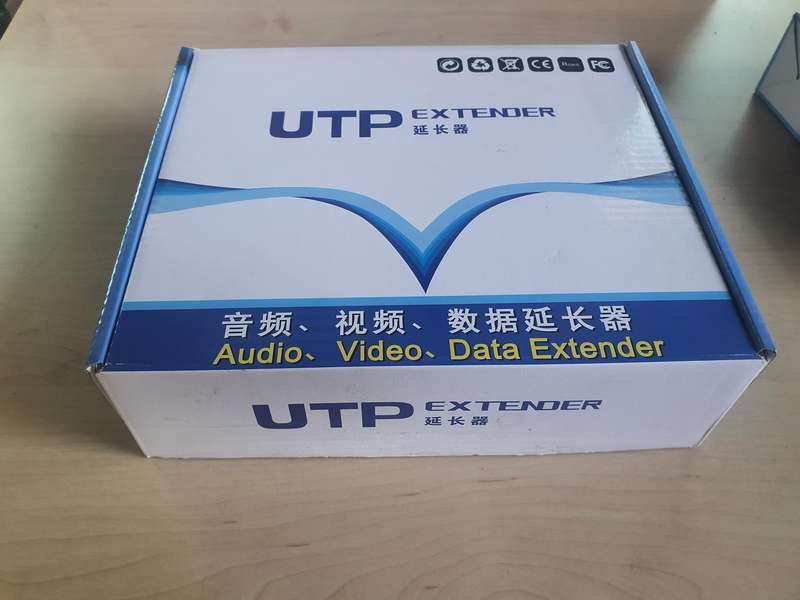 CE RoHS FC
UTP EXTENDER
延长器
音频、视频、数据延长器
Audio、Video、Data Extender
UTP EXTENDER
延长器